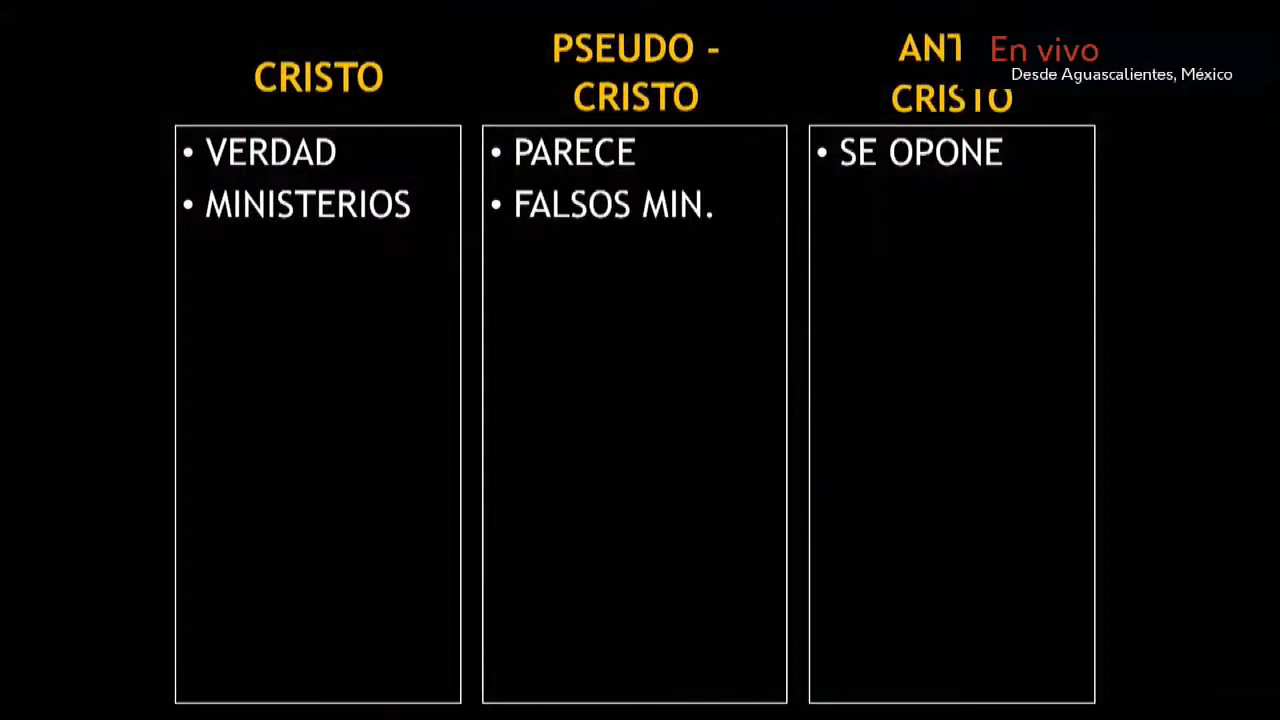 CRISTO
PSEUDO -
CRISTO
ANT
CRISTO
En vivo
Desde Aguascalientes, México
• VERDAD
• MINISTERIOS
• PARECE
• FALSOS MIN.
• SE OPONE